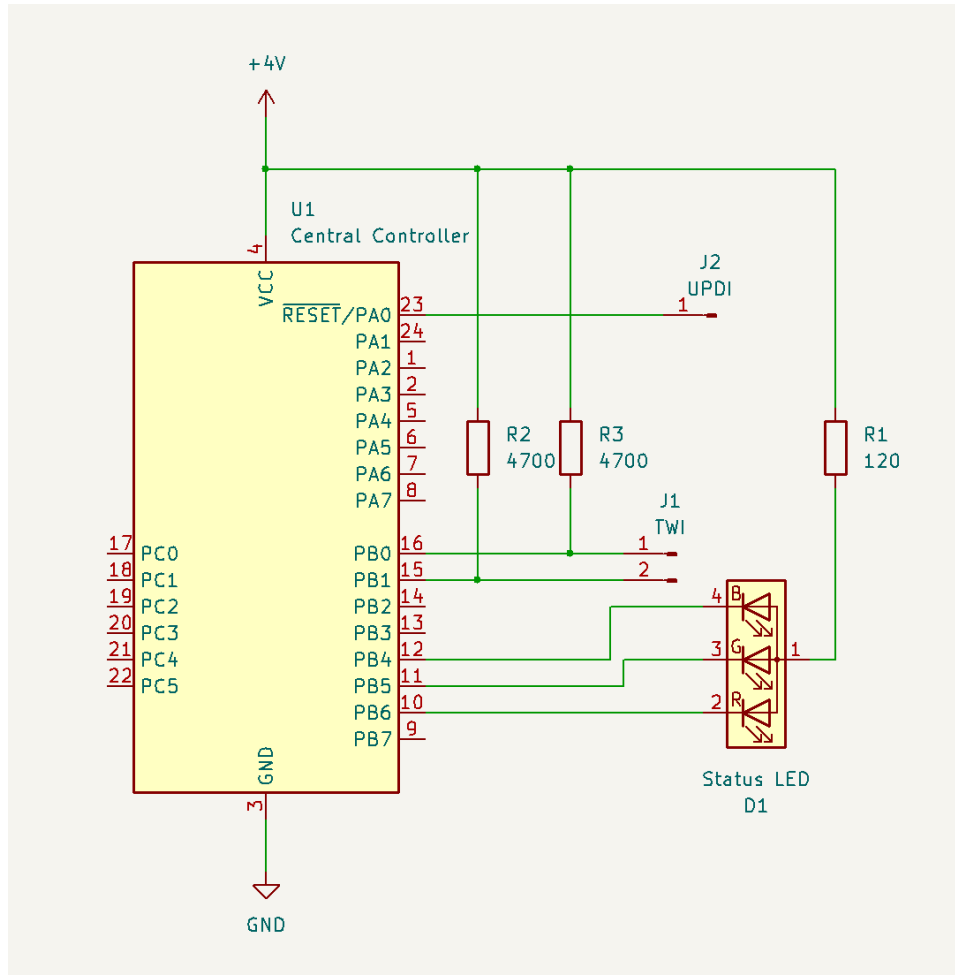 +4V
U1
Central Controller
4
VCC
J2
UPDI
RESET/PA0 23
1
PA1 24
PA2 1
PA3 2
PA4 5
PA5 6
PA6 7
PA7 8
R2
4700
R3
4700
R1
120
J1
TWI
17 PC0
18 PC1
19 PC2
20 PC3
21 PC4
22 PC5
PB0 16
1
PB1 15
2
PB2 14
PB3 13
PB4 12
PB5 11
PB6 10
PB7 9
4 B
3 G
1
2 R
Status LED
D1
GND
3
GND